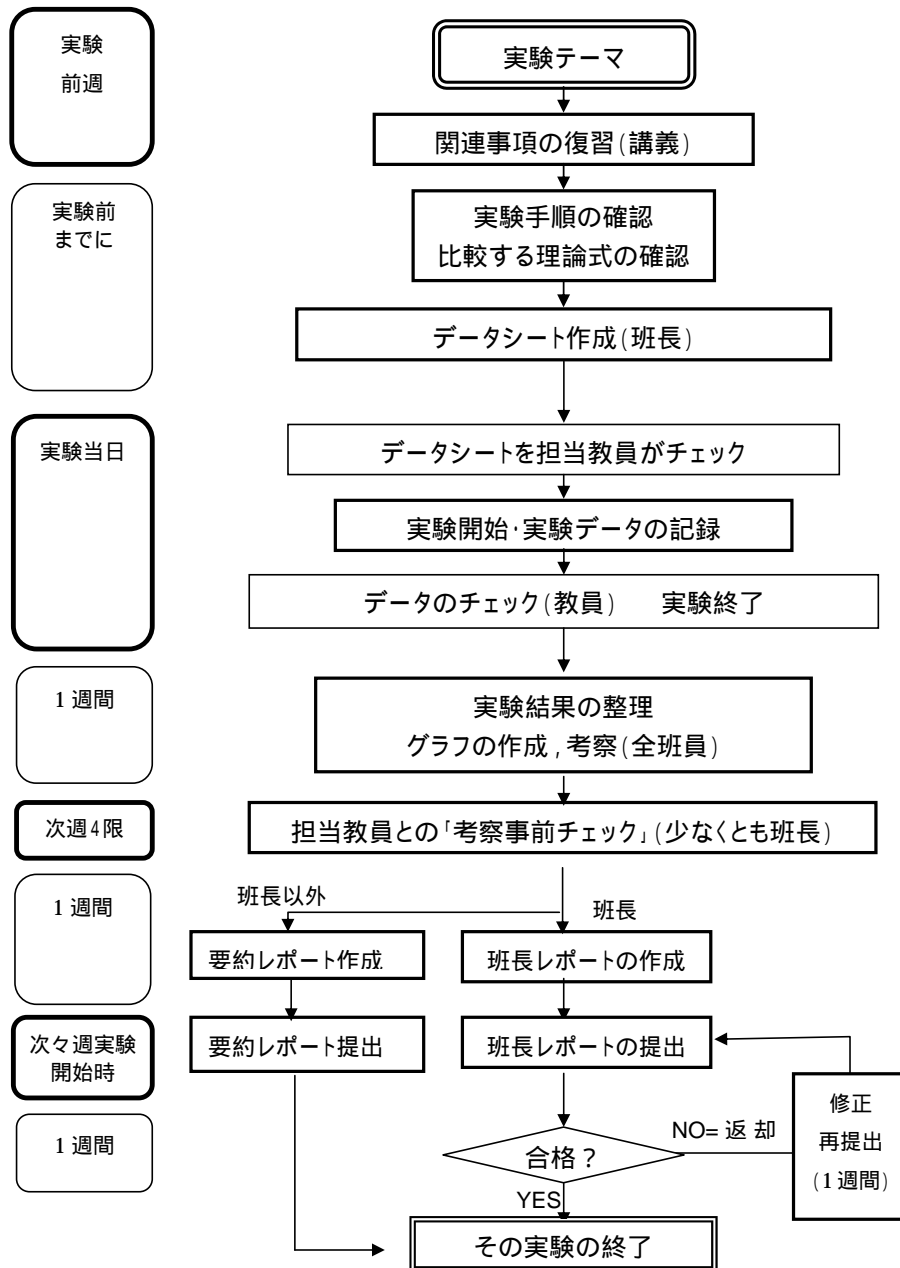 実験
前週
実験テーマ
関連事項の復習(講義)
実験前
までに
実験手順の確認
比較する理論式の確認
データシート作成(班長)
実験当日
データシートを担当教員がチェック
実験開始・実験データの記録
データのチェック(教員) 実験終了
1週間
実験結果の整理
グラフの作成,考察(全班員)
次週4限
担当教員との「考察事前チェック」(少なくとも班長)
1週間
班長以外
班長
要約レポート作成
班長レポートの作成
次々週実験
開始時
要約レポート提出
班長レポートの提出
修正
再提出
(1週間)
1週間
合格?
NO=返却
YES
その実験の終了